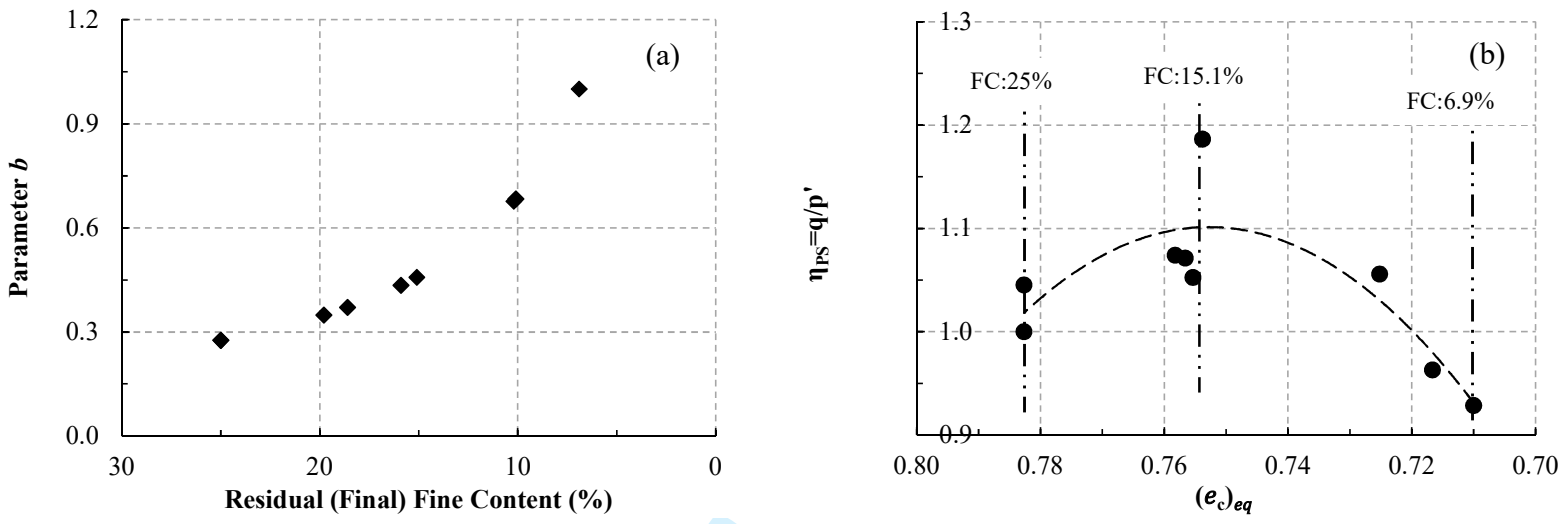 1.2
(a)
0.9
0.6
0.3
0.0
Parameter b
30
20
10
0
Residual (Final) Fine Content (%)
1.3
(b)
FC:25%
FC:15.1%
FC:6.9%
1.2
1.1
1.0
0.9
ηPS=q/p'
0.80
0.78
0.76
0.74
0.72
0.70
(ec)eq